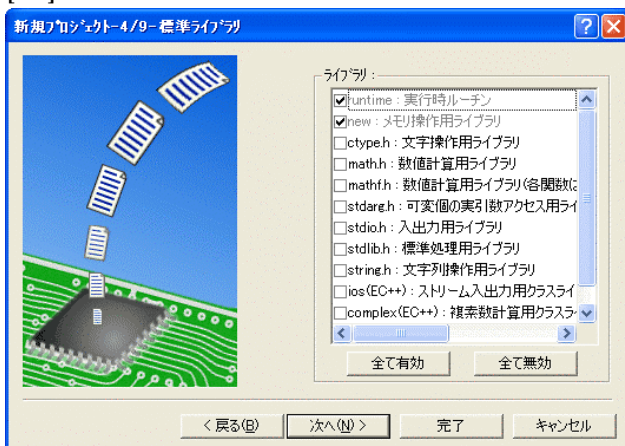 新規プロジェクト-4/9-標準ライブラリ
ライブラリ :
runtime : 実行時ルーチン
new : メモリ操作用ライブラリ
ctype.h : 文字操作用ライブラリ
math.h : 数値計算用ライブラリ
mathf.h : 数値計算用ライブラリ(各関数(
stdarg.h : 可変個の実引数アクセス用ライ
stdio.h : 入出力用ライブラリ
stdlib.h : 標準処理用ライブラリ
string.h : 文字列操作用ライブラリ
ios(EC++) : ストリーム入出力用クラスライ
complex(EC++) : 複素数計算用クラスラ
全て有効 全て無効
< 戻る(B) 次へ(N) > 完了 キャンセル